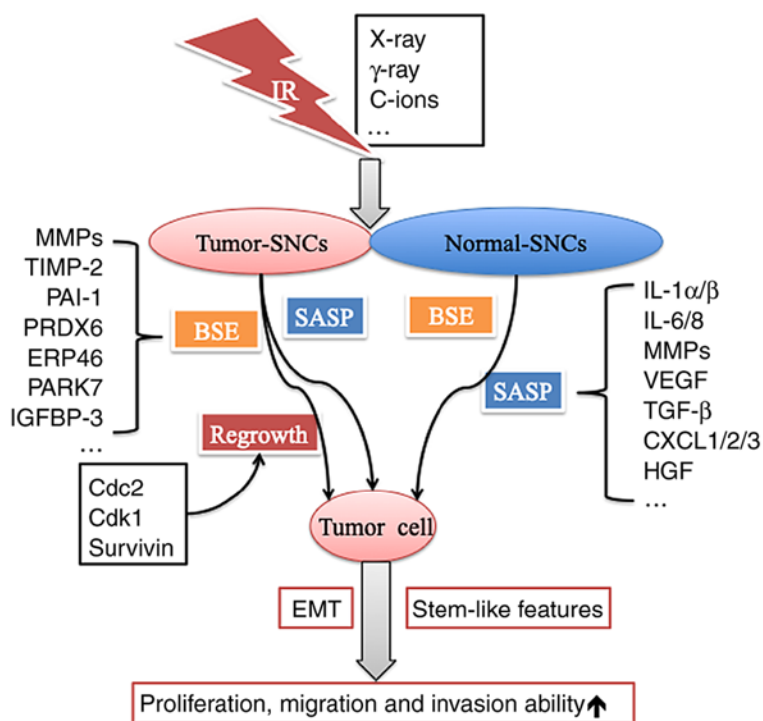 IR
X-ray
γ-ray
C-ions
...
Tumor-SNCs
Normal-SNCs
MMPs
TIMP-2
PAI-1
PRDX6
ERP46
PARK7
IGFBP-3
...
BSE
SASP
BSE
SASP
IL-1α/β
IL-6/8
MMPs
VEGF
TGF-β
CXCL1/2/3
HGF
...
Regrowth
Cdc2
Cdk1
Survivin
Tumor cell
EMT
Stem-like features
Proliferation, migration and invasion ability↑